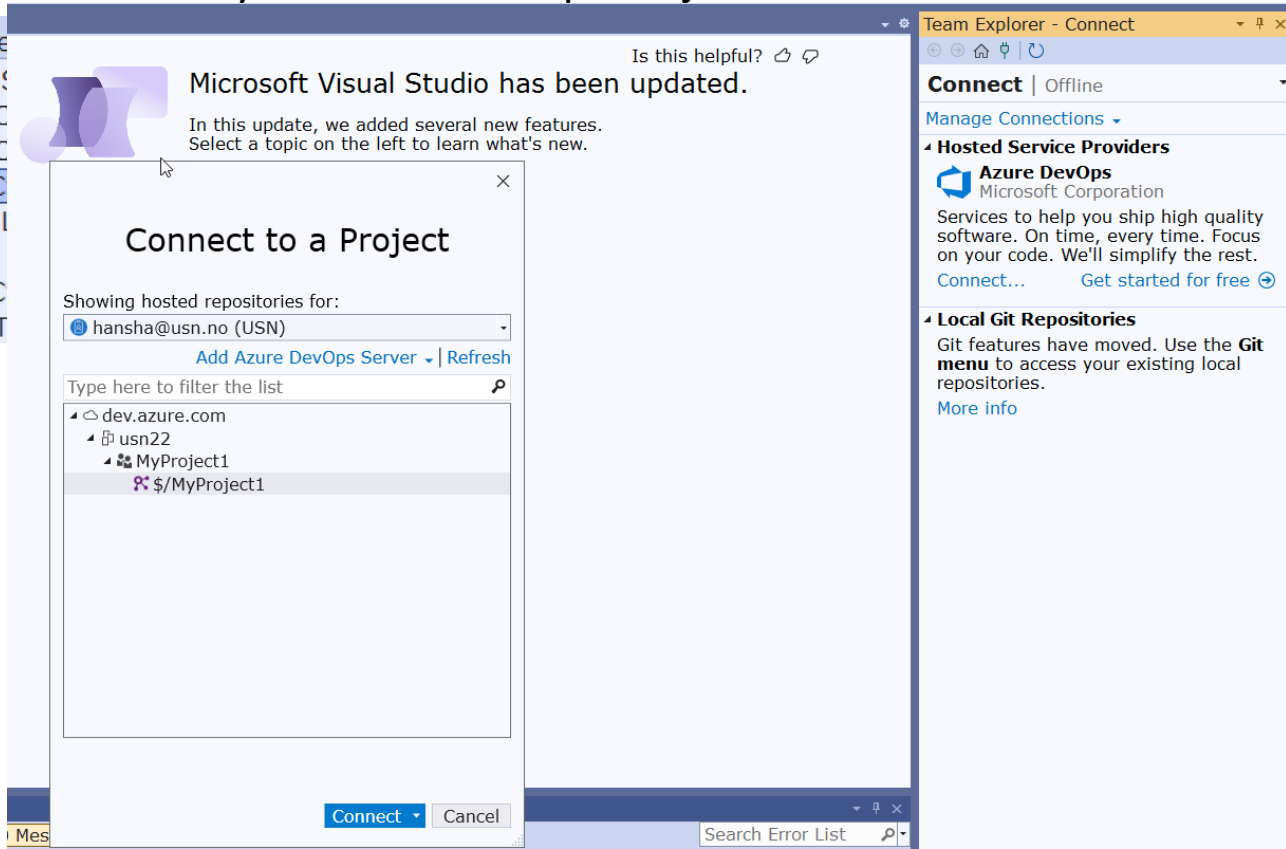 Is this helpful?
Microsoft Visual Studio has been updated.
In this update, we added several new features.
Select a topic on the left to learn what's new.
Connect to a Project
Showing hosted repositories for:
hansha@usn.no (USN)
Add Azure DevOps Server | Refresh
Type here to filter the list
dev.azure.com
usn22
MyProject1
$/MyProject1
Connect
Cancel
Mes
Search Error List
Team Explorer - Connect
Connect | Offline
Manage Connections
Hosted Service Providers
Azure DevOps
Microsoft Corporation
Services to help you ship high quality
software. On time, every time. Focus
on your code. We'll simplify the rest.
Connect... Get started for free
Local Git Repositories
Git features have moved. Use the Git
menu to access your existing local
repositories.
More info